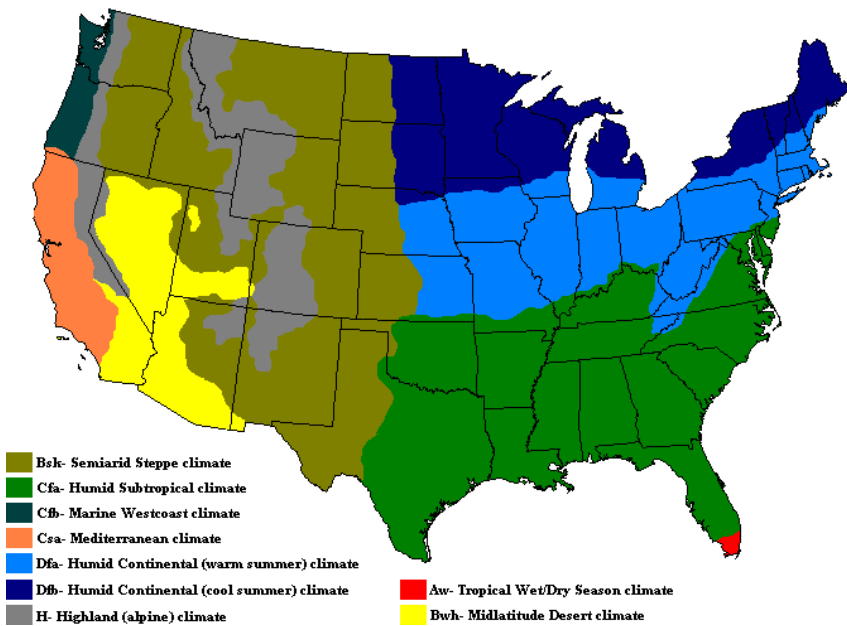 Bsk- Semiarid Steppe climate
Cfa- Humid Subtropical climate
Cfb- Marine Westcoast climate
Csa- Mediterranean climate
Dfa- Humid Continental (warm summer) climate
Dfb- Humid Continental (cool summer) climate
H- Highland (alpine) climate
Aw- Tropical Wet/Dry Season climate
Bwh- Midlatitude Desert climate